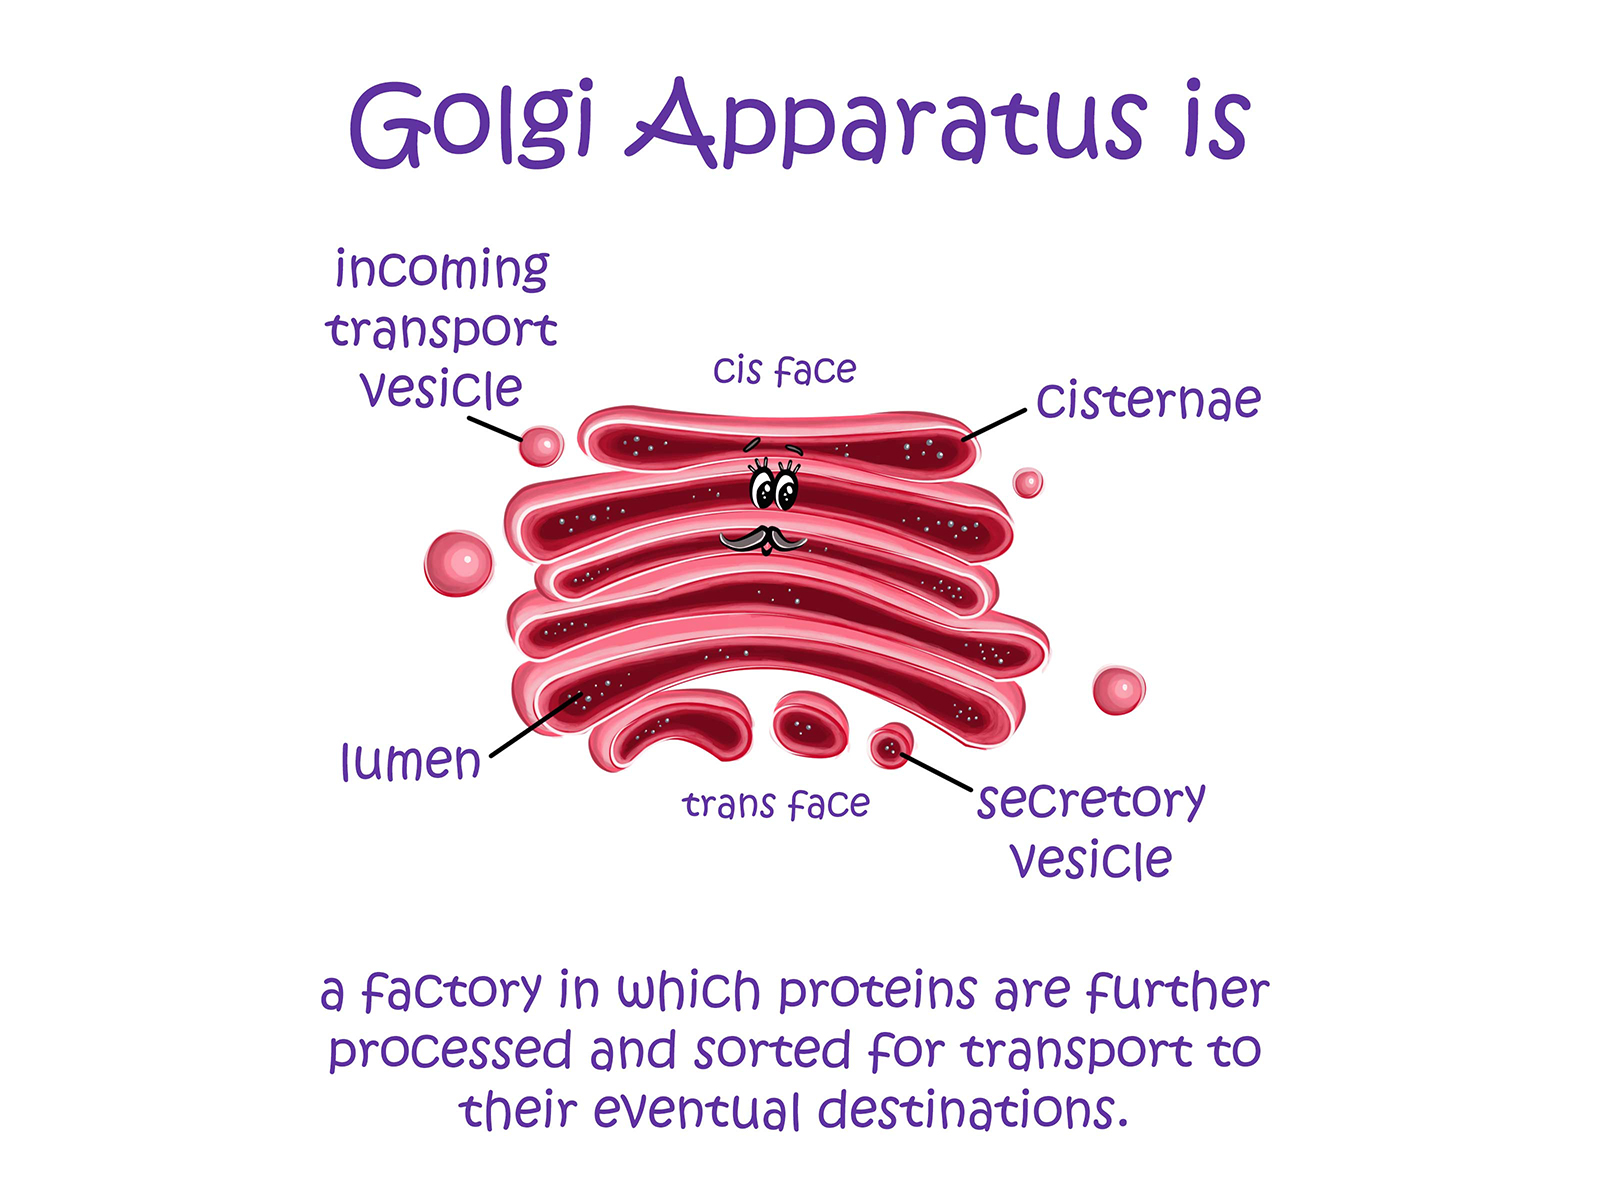 Golgi Apparatus is
incoming
transport
vesicle
cis face
cisternae
lumen
trans face
secretory
vesicle
a factory in which proteins are further
processed and sorted for transport to
their eventual destinations.